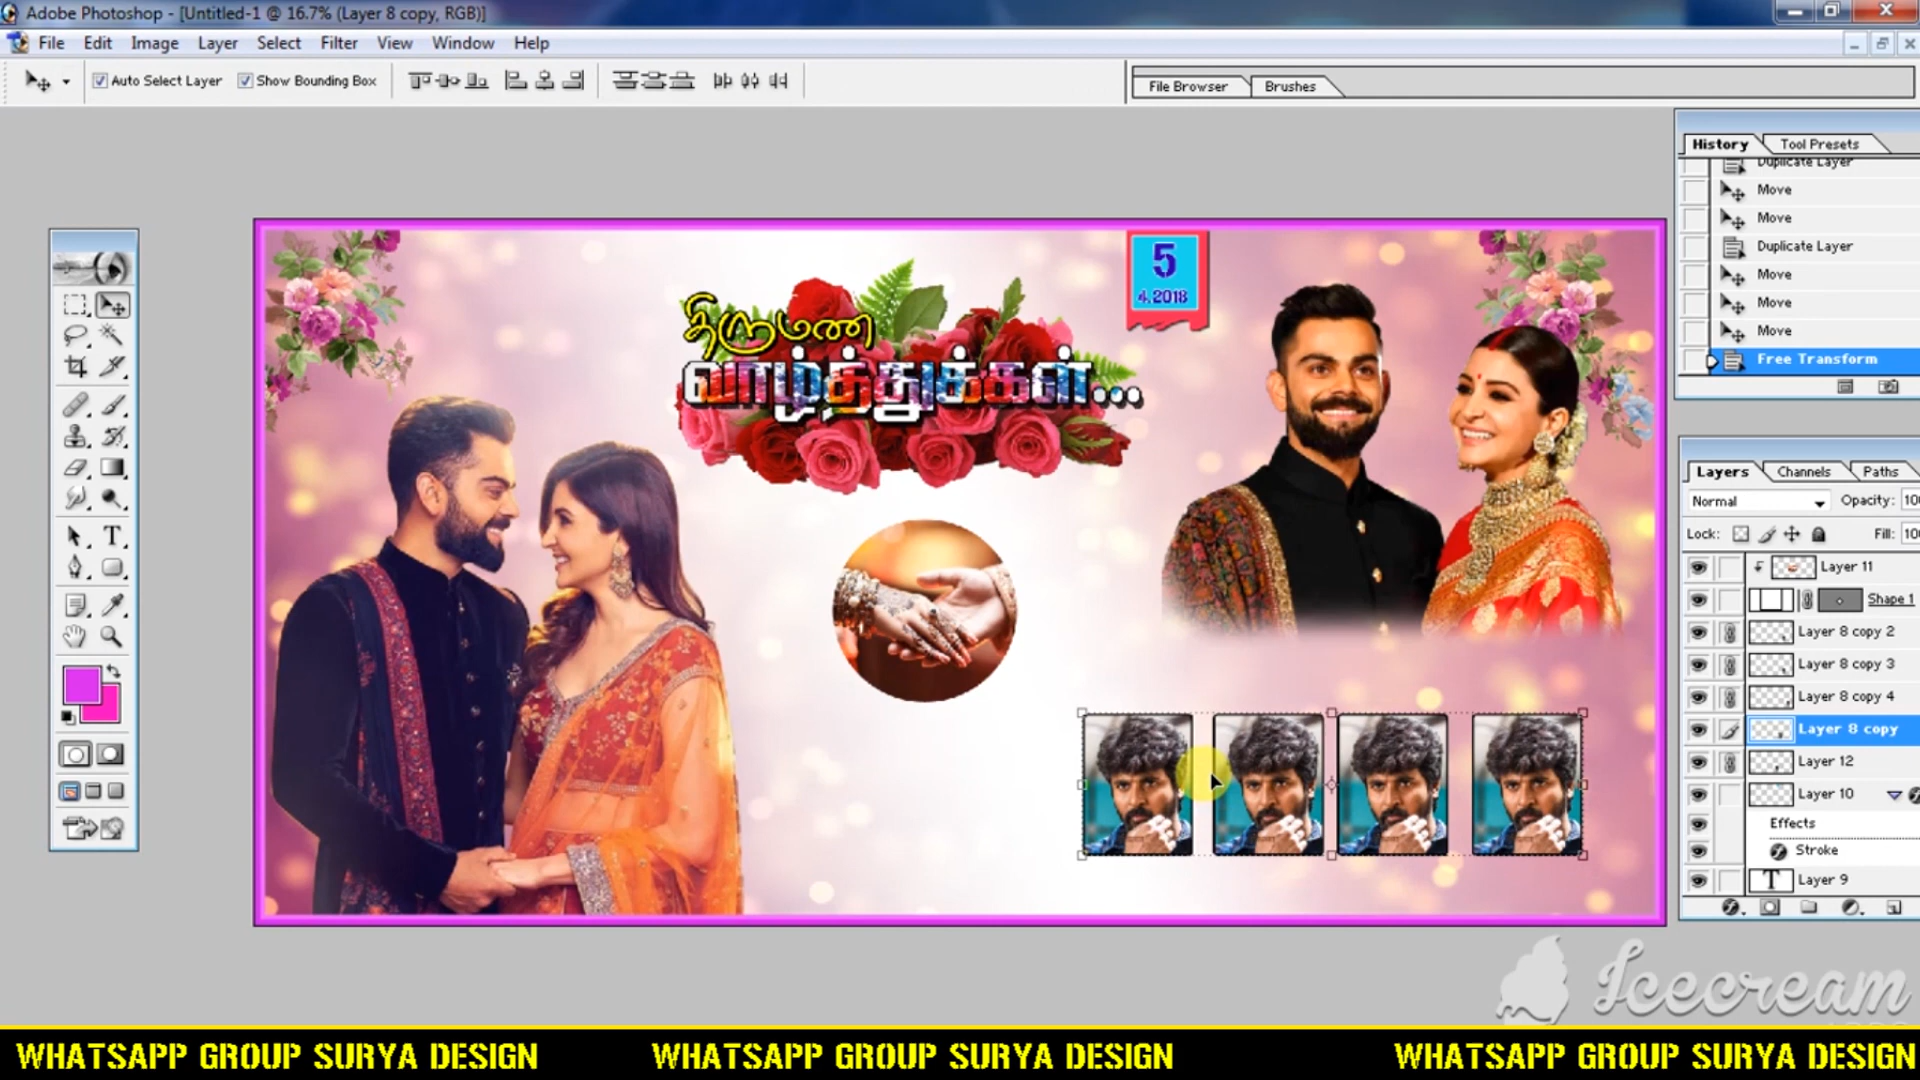 Adobe Photoshop - [Untitled-1 @ 16.7% (Layer 8 copy, RGB)]
File Edit Image Layer Select Filter View Window Help
Auto Select Layer Show Bounding Box
File Browser Brushes
History Tool Presets
Duplicate Layer
Move
Move
Duplicate Layer
Move
Move
Move
Free Transform
5
4.2018
திருமண
வாழ்த்துக்கள்...
Layers Channels Paths
Normal Opacity: 10
Lock: Fill: 10
Layer 11
Shape 1
Layer 8 copy 2
Layer 8 copy 3
Layer 8 copy 4
Layer 8 copy
Layer 12
Layer 10
Effects
Stroke
T Layer 9
Icecream
WHATSAPP GROUP SURYA DESIGN WHATSAPP GROUP SURYA DESIGN WHATSAPP GROUP SURYA DESIGN